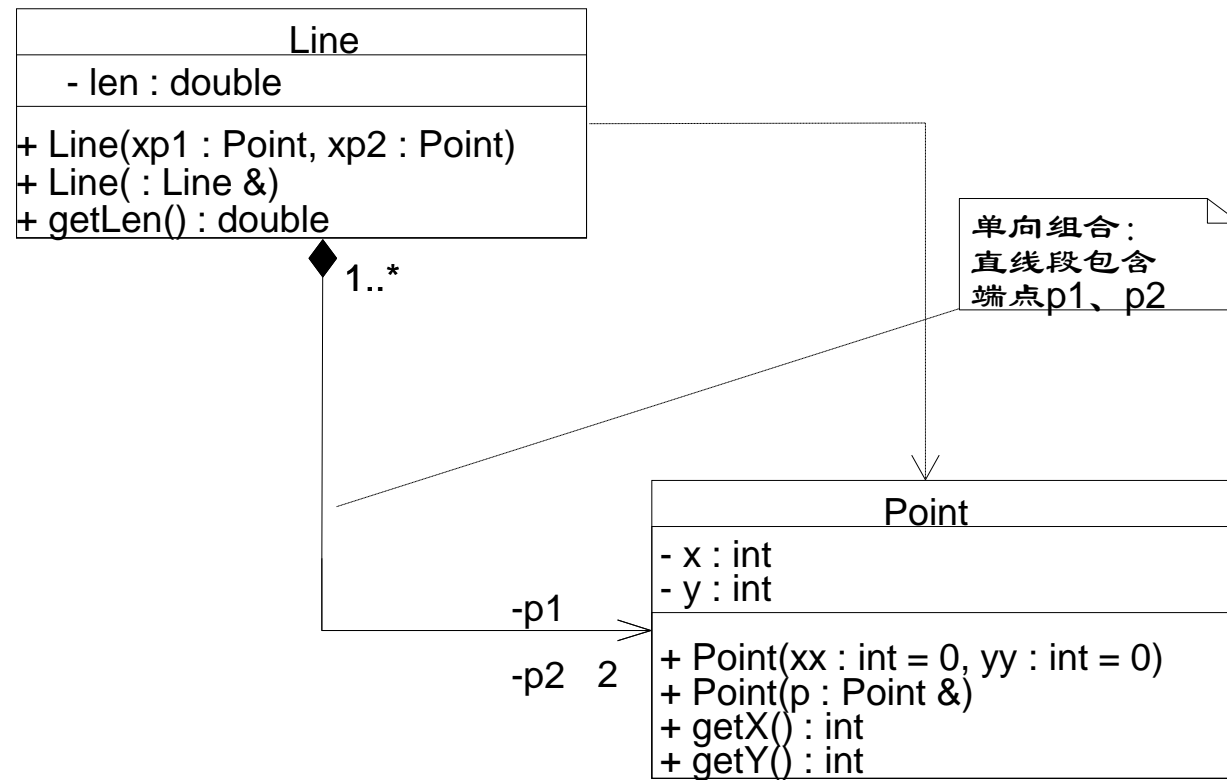 Line
- len : double
+ Line(xp1 : Point, xp2 : Point)
+ Line( : Line &)
+ getLen() : double
1..*
单向组合:
直线段包含
端点p1、p2
-p1
-p2 2
Point
- x : int
- y : int
+ Point(xx : int = 0, yy : int = 0)
+ Point(p : Point &)
+ getX() : int
+ getY() : int